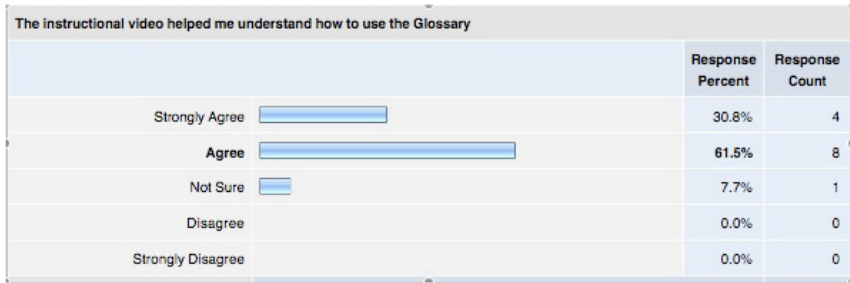 The instructional video helped me understand how to use the Glossary
Response Percent Response Count
Strongly Agree 30.8% 4
Agree 61.5% 8
Not Sure 7.7% 1
Disagree 0.0% 0
Strongly Disagree 0.0% 0